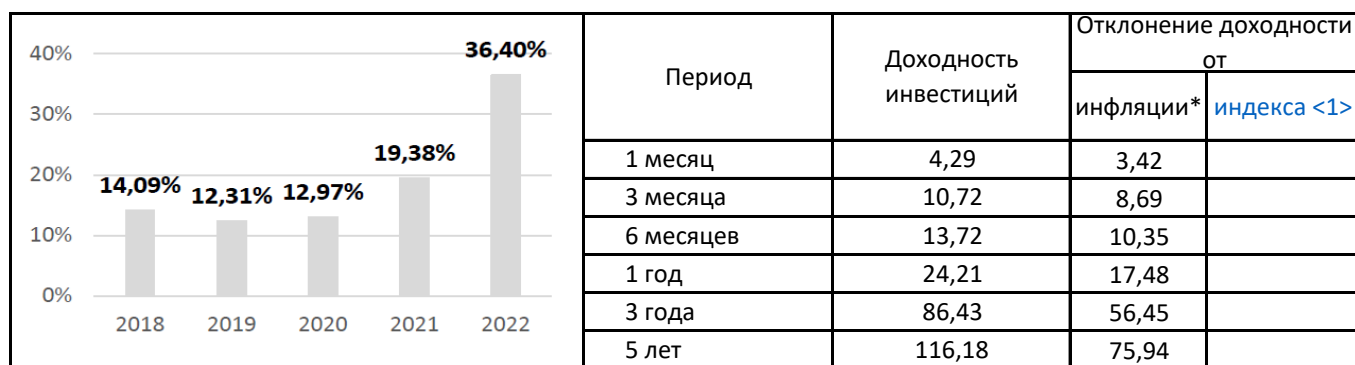 40%
30%
20%
10%
0%
14,09%
12,31%
12,97%
19,38%
36,40%
2018 2019 2020 2021 2022
Период
Доходность
инвестиций
Отклонение доходности
от
инфляции*
индекса <1>
1 месяц 4,29 3,42
3 месяца 10,72 8,69
6 месяцев 13,72 10,35
1 год 24,21 17,48
3 года 86,43 56,45
5 лет 116,18 75,94